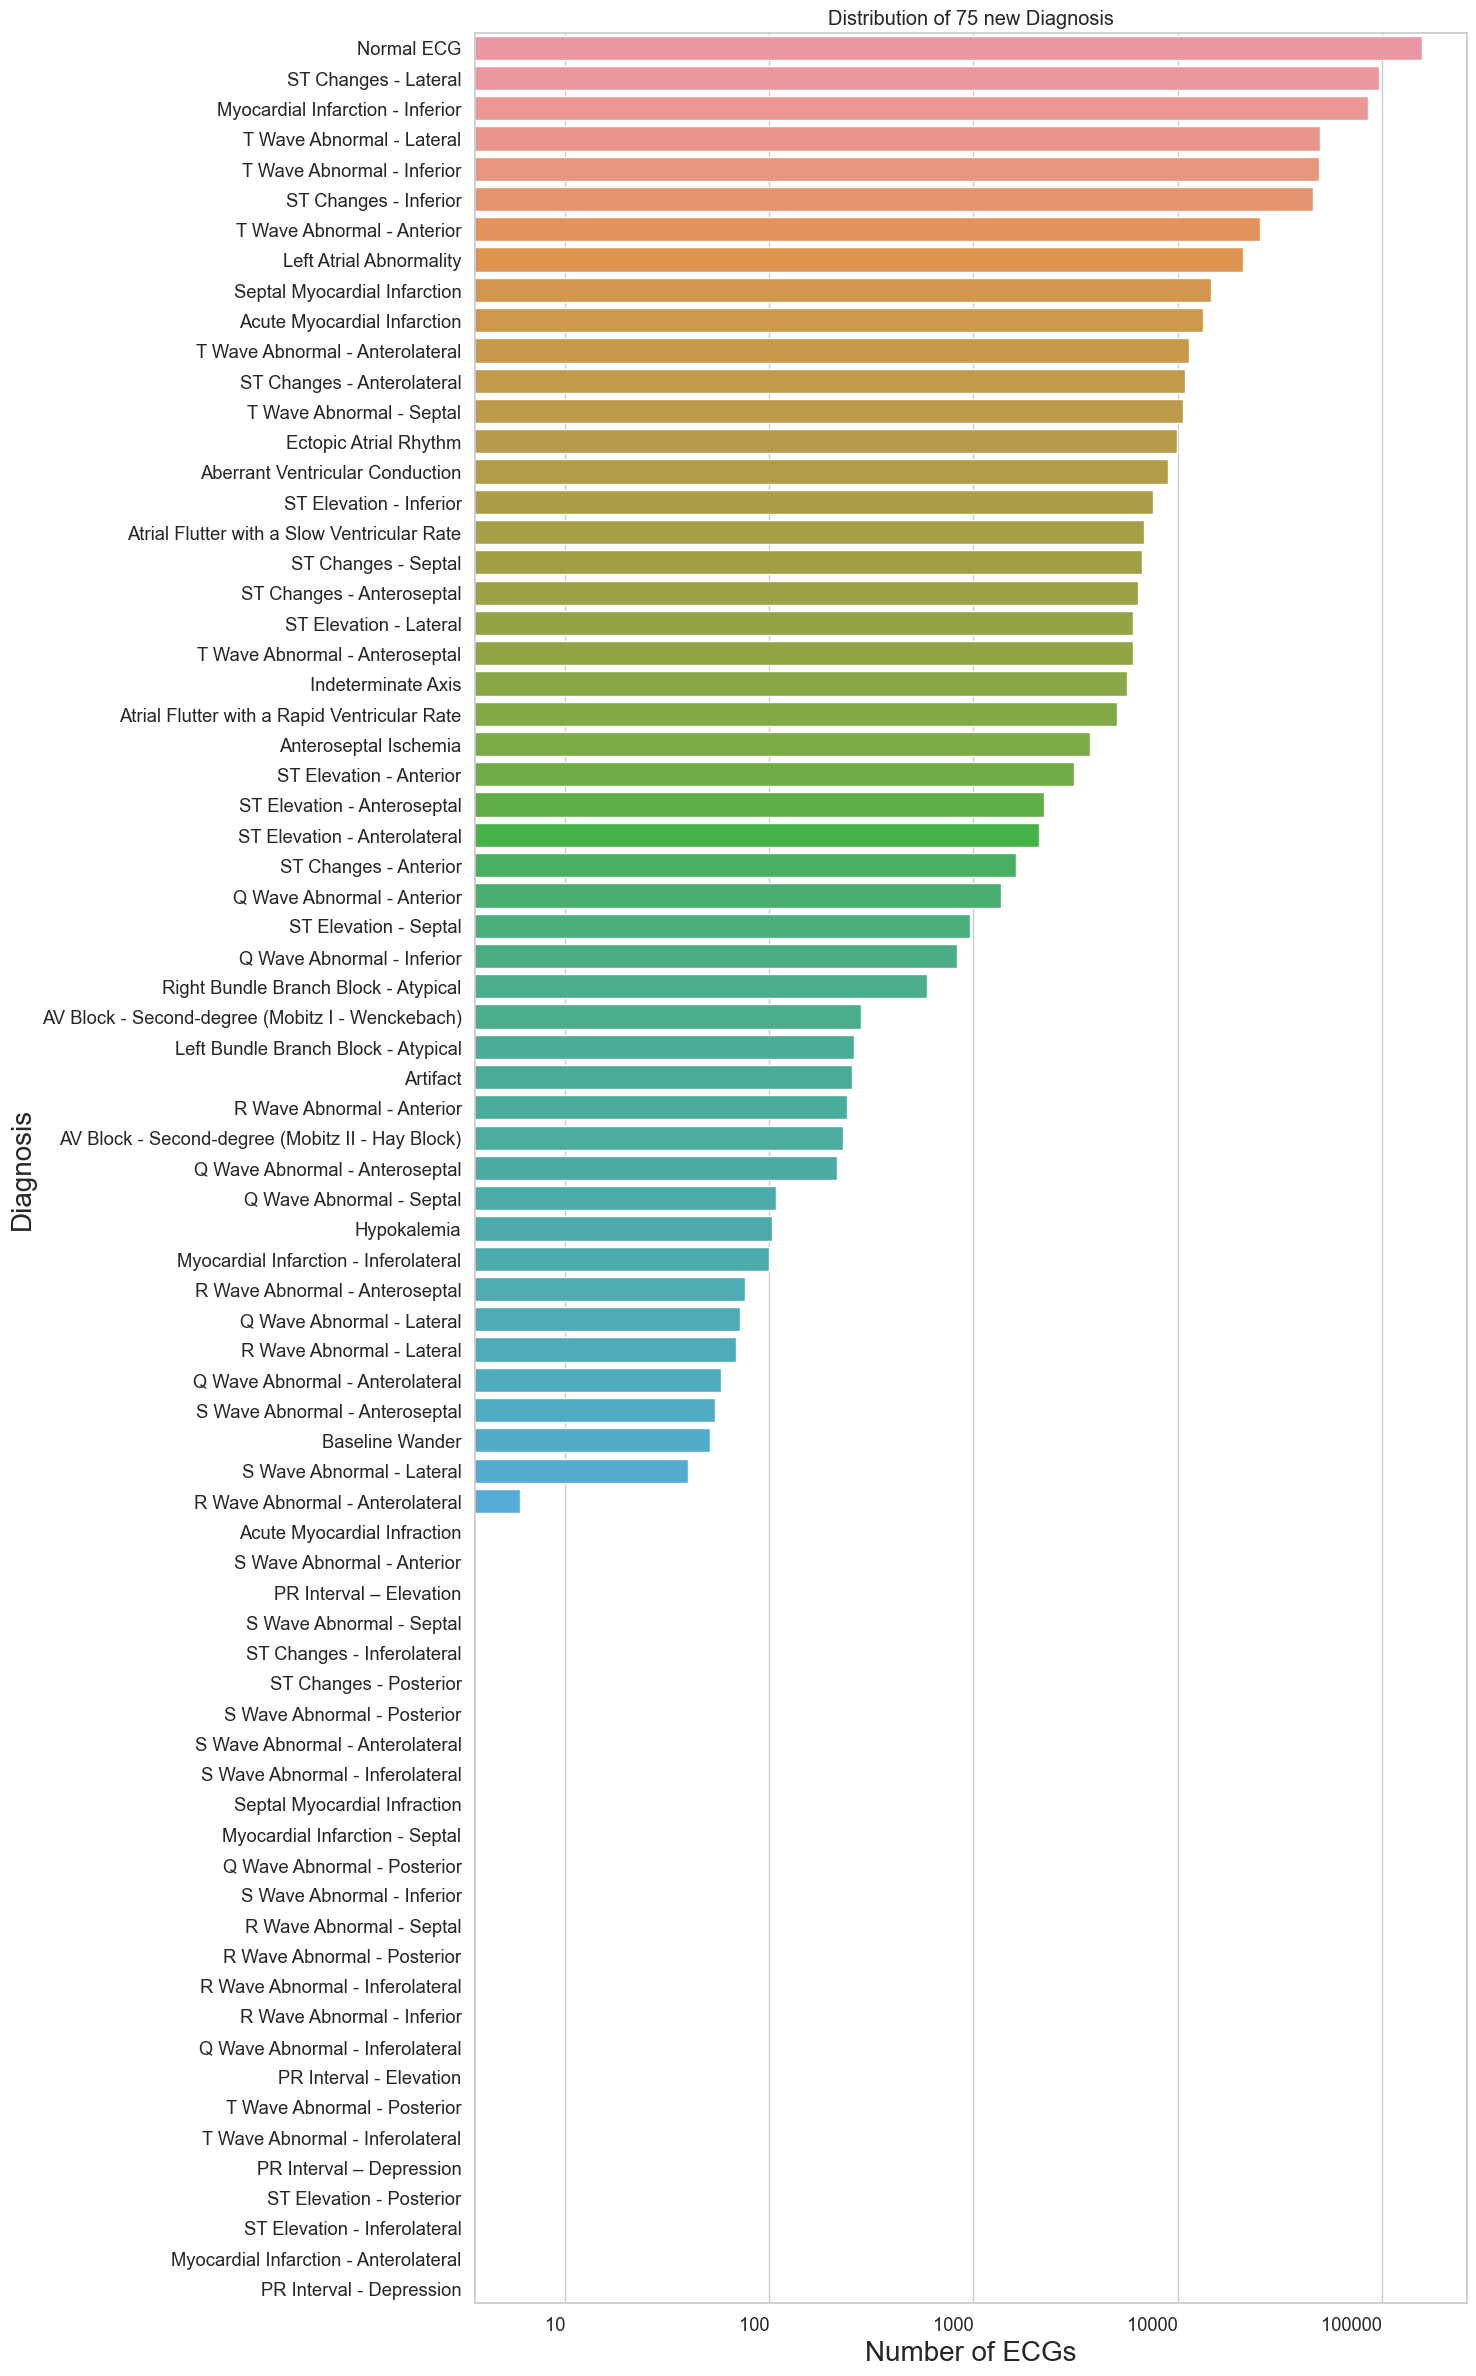 Distribution of 75 new Diagnosis
Normal ECG
ST Changes - Lateral
Myocardial Infarction - Inferior
T Wave Abnormal - Lateral
T Wave Abnormal - Inferior
ST Changes - Inferior
T Wave Abnormal - Anterior
Left Atrial Abnormality
Septal Myocardial Infarction
Acute Myocardial Infarction
T Wave Abnormal - Anterolateral
ST Changes - Anterolateral
T Wave Abnormal - Septal
Ectopic Atrial Rhythm
Aberrant Ventricular Conduction
ST Elevation - Inferior
Atrial Flutter with a Slow Ventricular Rate
ST Changes - Septal
ST Changes - Anteroseptal
ST Elevation - Lateral
T Wave Abnormal - Anteroseptal
Indeterminate Axis
Atrial Flutter with a Rapid Ventricular Rate
Anteroseptal Ischemia
ST Elevation - Anterior
ST Elevation - Anteroseptal
ST Elevation - Anterolateral
ST Changes - Anterior
Q Wave Abnormal - Anterior
ST Elevation - Septal
Q Wave Abnormal - Inferior
Right Bundle Branch Block - Atypical
AV Block - Second-degree (Mobitz I - Wenckebach)
Left Bundle Branch Block - Atypical
Artifact
R Wave Abnormal - Anterior
AV Block - Second-degree (Mobitz II - Hay Block)
Q Wave Abnormal - Anteroseptal
Q Wave Abnormal - Septal
Hypokalemia
Myocardial Infarction - Inferolateral
R Wave Abnormal - Anteroseptal
Q Wave Abnormal - Lateral
R Wave Abnormal - Lateral
Q Wave Abnormal - Anterolateral
S Wave Abnormal - Anteroseptal
Baseline Wander
S Wave Abnormal - Lateral
R Wave Abnormal - Anterolateral
Acute Myocardial Infraction
S Wave Abnormal - Anterior
PR Interval – Elevation
S Wave Abnormal - Septal
ST Changes - Inferolateral
ST Changes - Posterior
S Wave Abnormal - Posterior
S Wave Abnormal - Anterolateral
S Wave Abnormal - Inferolateral
Septal Myocardial Infraction
Myocardial Infarction - Septal
Q Wave Abnormal - Posterior
S Wave Abnormal - Inferior
R Wave Abnormal - Septal
R Wave Abnormal - Posterior
R Wave Abnormal - Inferolateral
R Wave Abnormal - Inferior
Q Wave Abnormal - Inferolateral
PR Interval - Elevation
T Wave Abnormal - Posterior
T Wave Abnormal - Inferolateral
PR Interval – Depression
ST Elevation - Posterior
ST Elevation - Inferolateral
Myocardial Infarction - Anterolateral
PR Interval - Depression
Diagnosis
10 100 1000 10000 100000
Number of ECGs